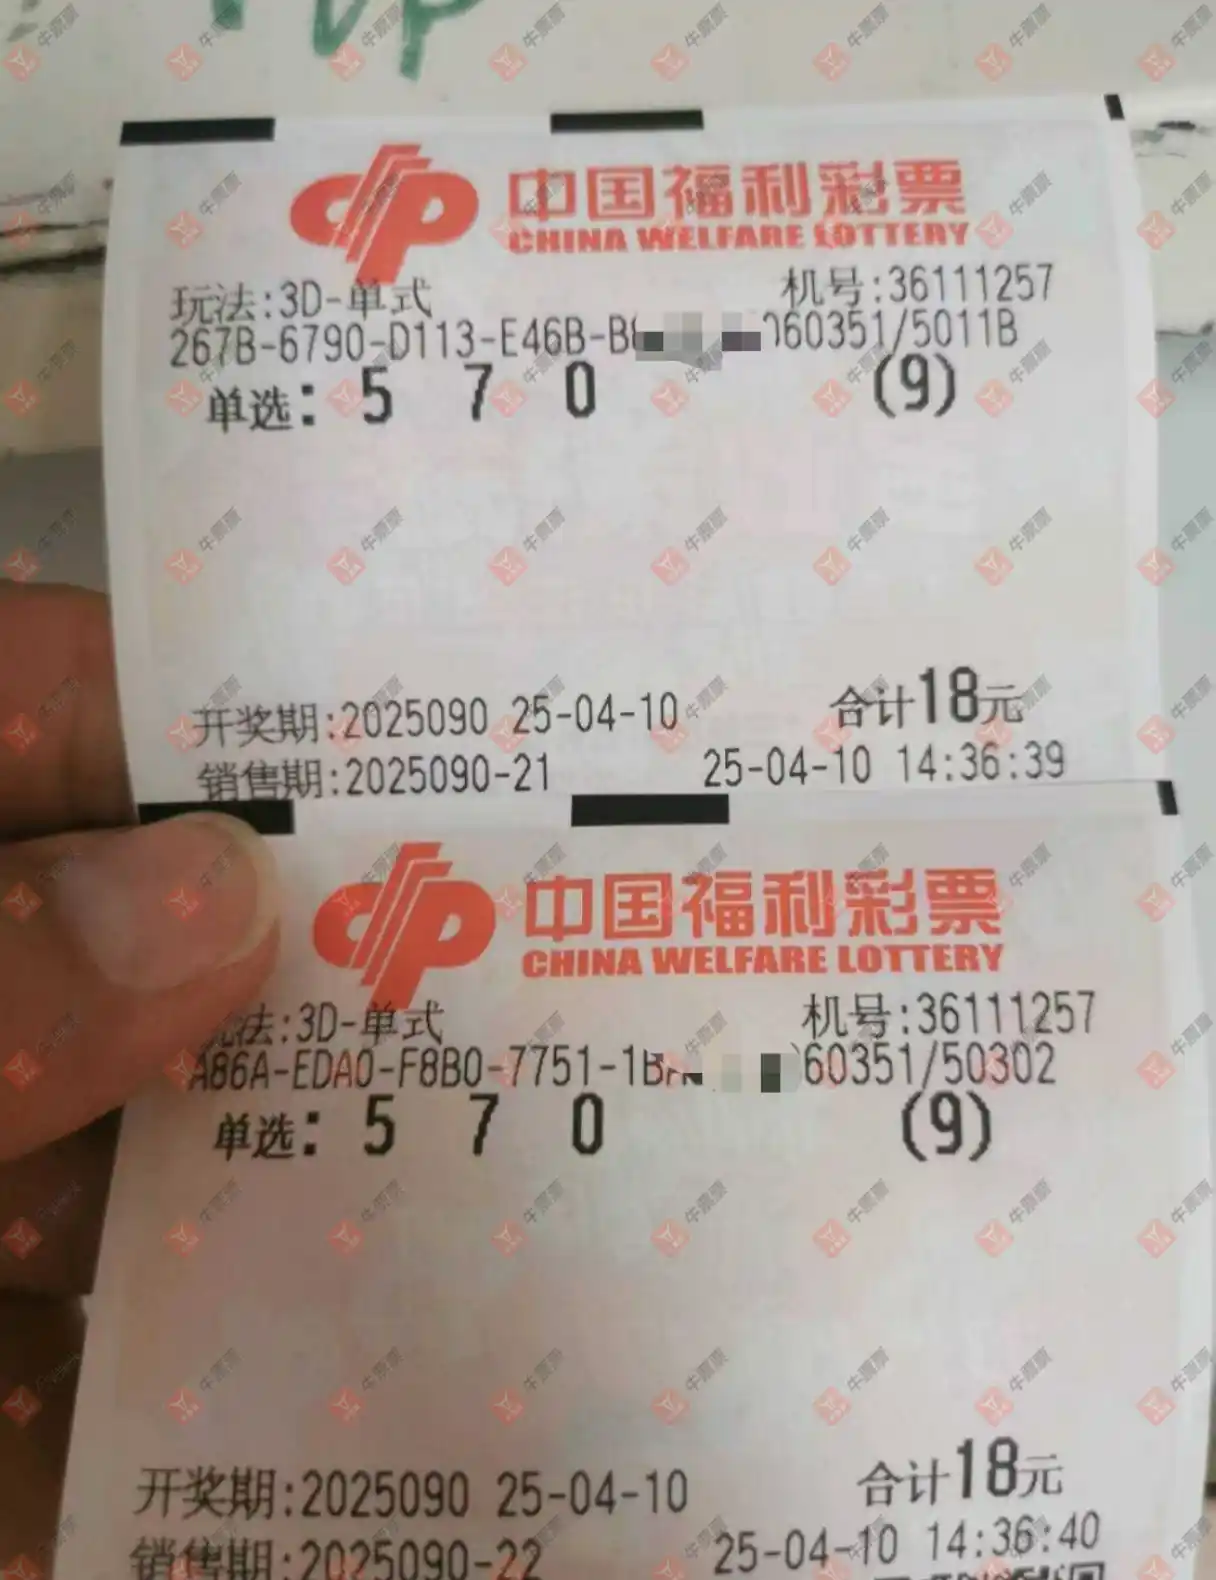 中国福利彩票
CHINA WELFARE LOTTERY
玩法:3D-单式 机号:36111257
267B-6790-D113-E46B-B 60351/5011B
单选: 5 7 0 (9)
开奖期:2025090 25-04-10 合计18元
销售期:2025090-21 25-04-10 14:36:39
中国福利彩票
CHINA WELFARE LOTTERY
玩法:3D-单式 机号:36111257
A86A-EDA0-F8B0-7751-1B 60351/50302
单选: 5 7 0 (9)
开奖期:2025090 25-04-10 合计18元
销售期:2025090-22 25-04-10 14:36:40